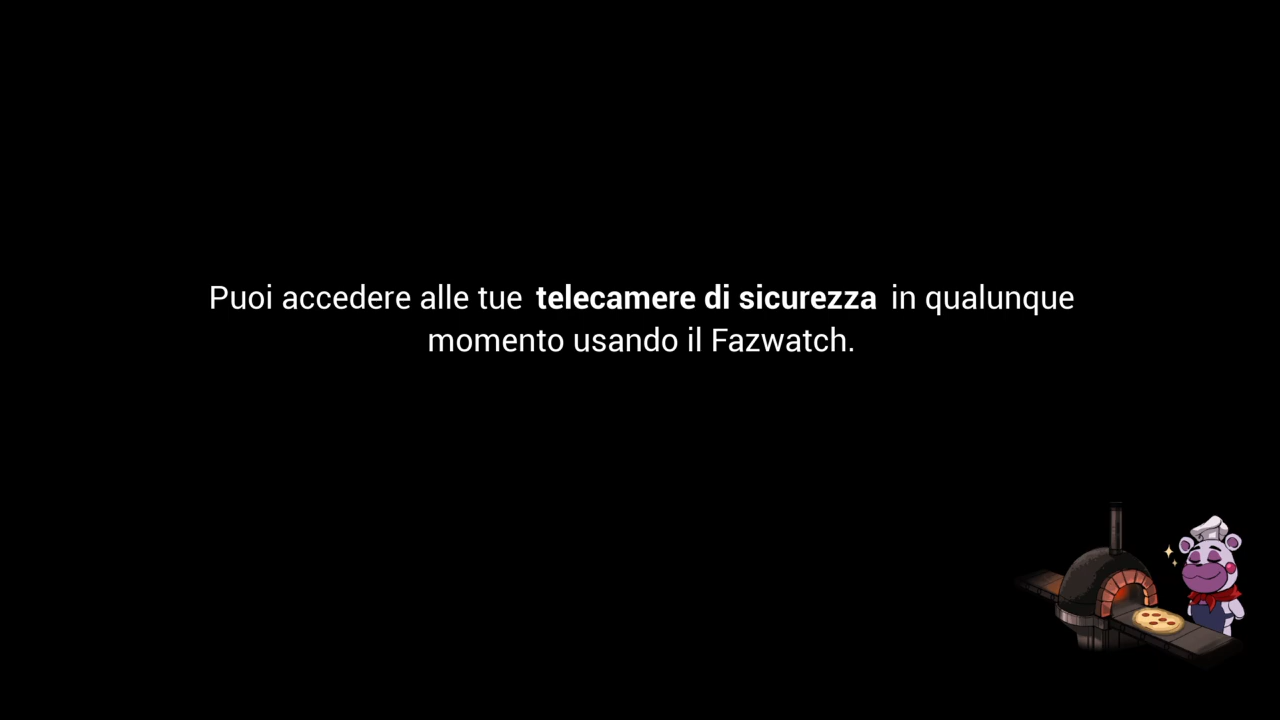 Puoi accedere alle tue telecamere di sicurezza in qualunque
momento usando il Fazwatch.